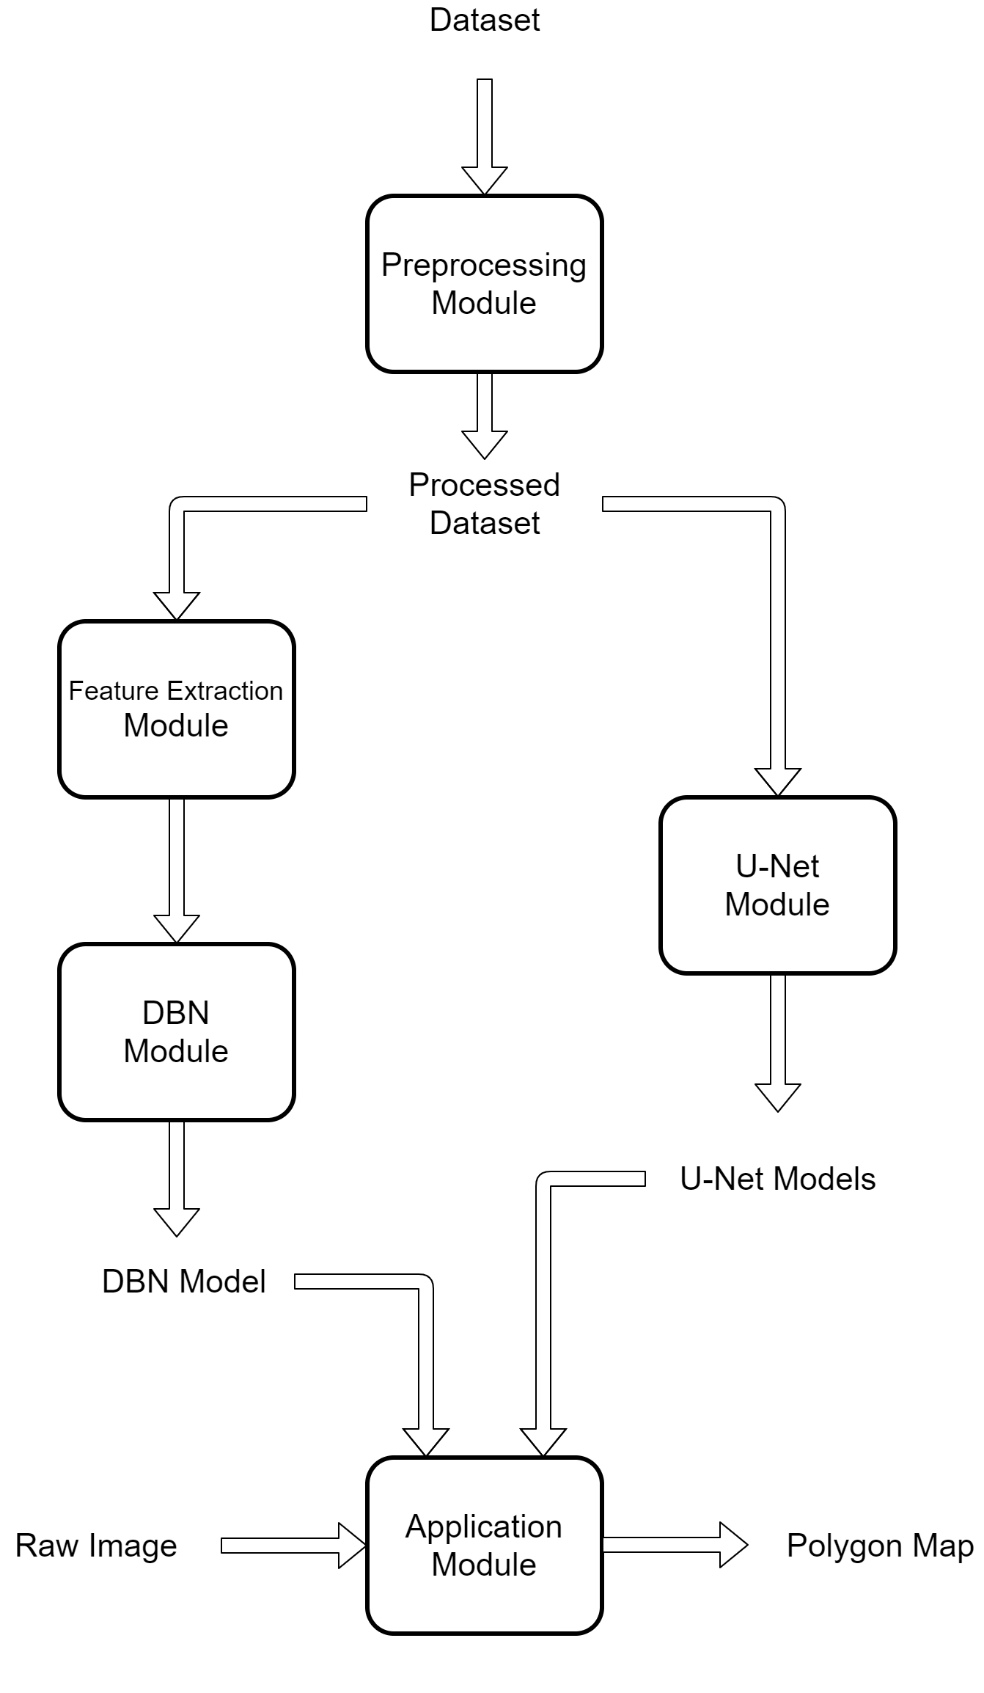 Dataset
Preprocessing
Module
Processed
Dataset
Feature Extraction
Module
U-Net
Module
DBN
Module
U-Net Models
DBN Model
Raw Image
Application
Module
Polygon Map